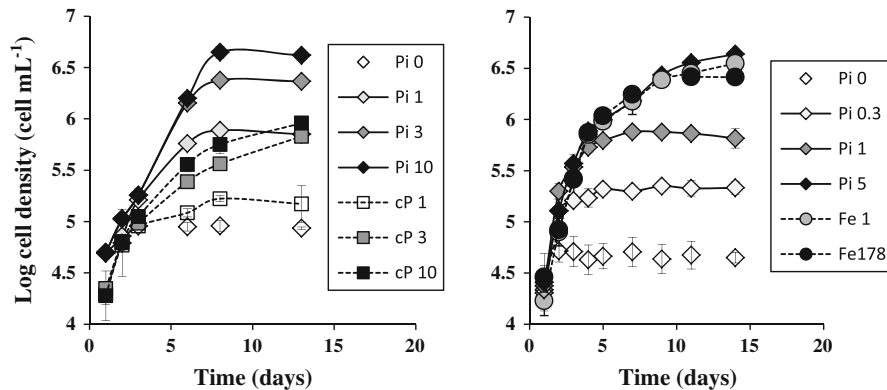 Log cell density (cell mL-1)
7
6.5
6
5.5
5
4.5
4
0 5 10 15 20
Time (days)
Pi 0
Pi 1
Pi 3
Pi 10
cP 1
cP 3
cP 10
7
6.5
6
5.5
5
4.5
4
0 5 10 15 20
Time (days)
Pi 0
Pi 0.3
Pi 1
Pi 5
Fe 1
Fe178